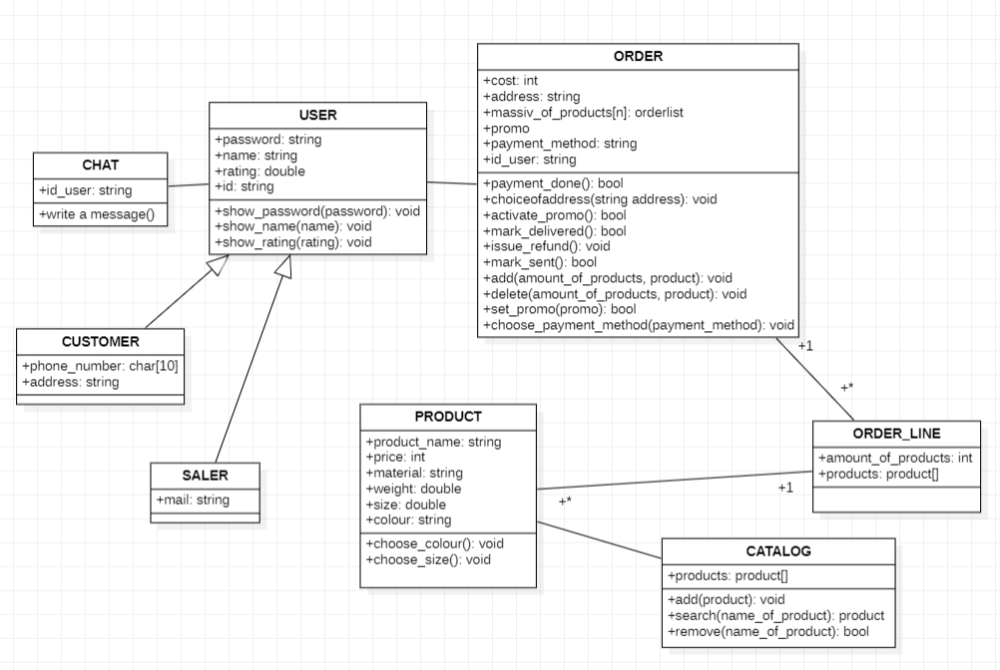 ORDER
+cost: int
+address: string
+massiv_of_products[n]: orderlist
+promo
+payment_method: string
+id_user: string
+payment_done(): bool
+choiceofaddress(string address): void
+activate_promo(): bool
+mark_delivered(): bool
+issue_refund(): void
+mark_sent(): bool
+add(amount_of_products, product): void
+delete(amount_of_products, product): void
+set_promo(promo): bool
+choose_payment_method(payment_method): void
USER
+password: string
+name: string
+rating: double
+id: string
+show_password(password): void
+show_name(name): void
+show_rating(rating): void
CHAT
+id_user: string
+write a message()
CUSTOMER
+phone_number: char[10]
+address: string
+1
+*
PRODUCT
+product_name: string
+price: int
+material: string
+weight: double
+size: double
+colour: string
+choose_colour(): void
+choose_size(): void
ORDER_LINE
+amount_of_products: int
+products: product[]
SALER
+mail: string
+*
+1
CATALOG
+products: product[]
+add(product): void
+search(name_of_product): product
+remove(name_of_product): bool